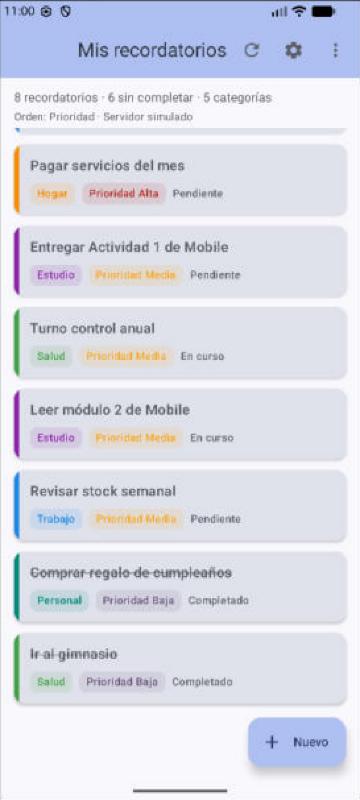 11:00
Mis recordatorios
8 recordatorios · 6 sin completar · 5 categorías
Orden: Prioridad · Servidor simulado
Pagar servicios del mes
Hogar Prioridad Alta Pendiente
Entregar Actividad 1 de Mobile
Estudio Prioridad Media Pendiente
Turno control anual
Salud Prioridad Media En curso
Leer módulo 2 de Mobile
Estudio Prioridad Media En curso
Revisar stock semanal
Trabajo Prioridad Media Pendiente
Comprar regalo de cumpleaños
Personal Prioridad Baja Completado
Ir al gimnasio
Salud Prioridad Baja Completado
+ Nuevo